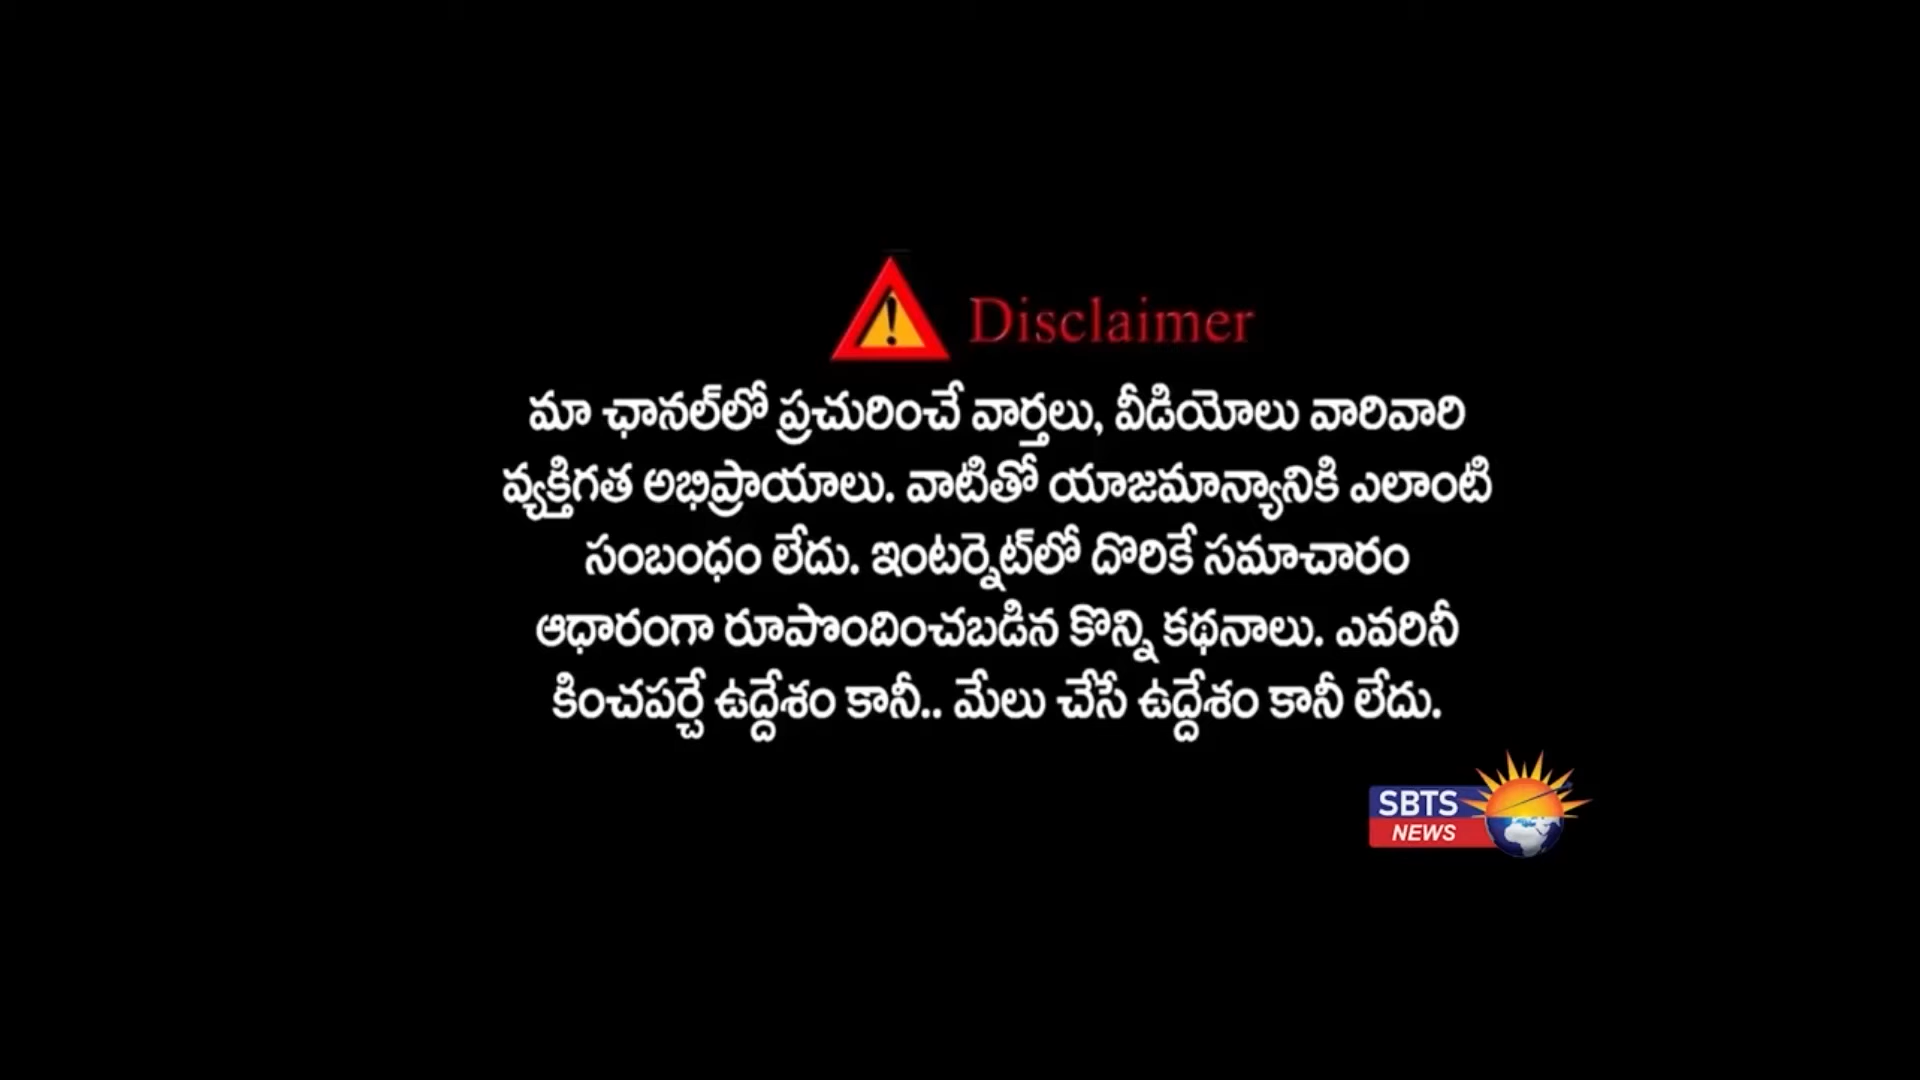 Disclaimer
మా ఛానల్‌లో ప్రచురించే వార్తలు, వీడియోలు వారివారి
వ్యక్తిగత అభిప్రాయాలు. వాటితో యాజమాన్యానికి ఎలాంటి
సంబంధం లేదు. ఇంటర్నెట్‌లో దొరికే సమాచారం
ఆధారంగా రూపొందించబడిన కొన్ని కథనాలు. ఎవరినీ
కించపర్చే ఉద్దేశం కానీ.. మేలు చేసే ఉద్దేశం కానీ లేదు.
SBTS
NEWS